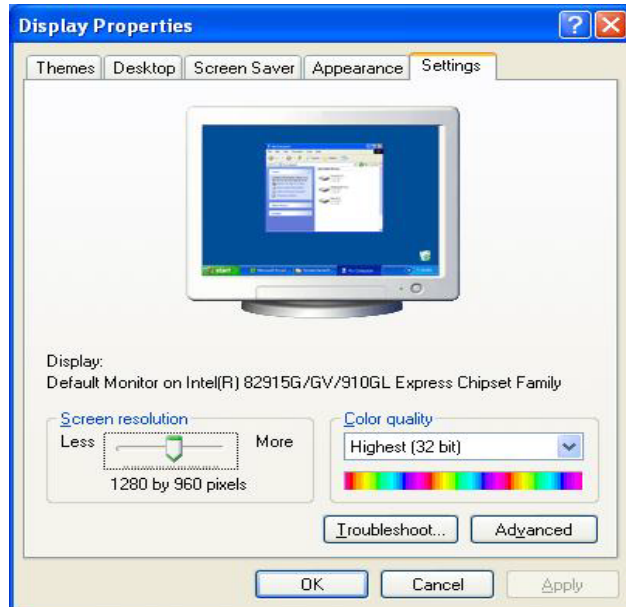 Display Properties
Themes Desktop Screen Saver Appearance Settings
start
Display:
Default Monitor on Intel(R) 82915G/GV/910GL Express Chipset Family
Screen resolution
Less More
1280 by 960 pixels
Color quality
Highest (32 bit)
Troubleshoot... Advanced
OK Cancel Apply